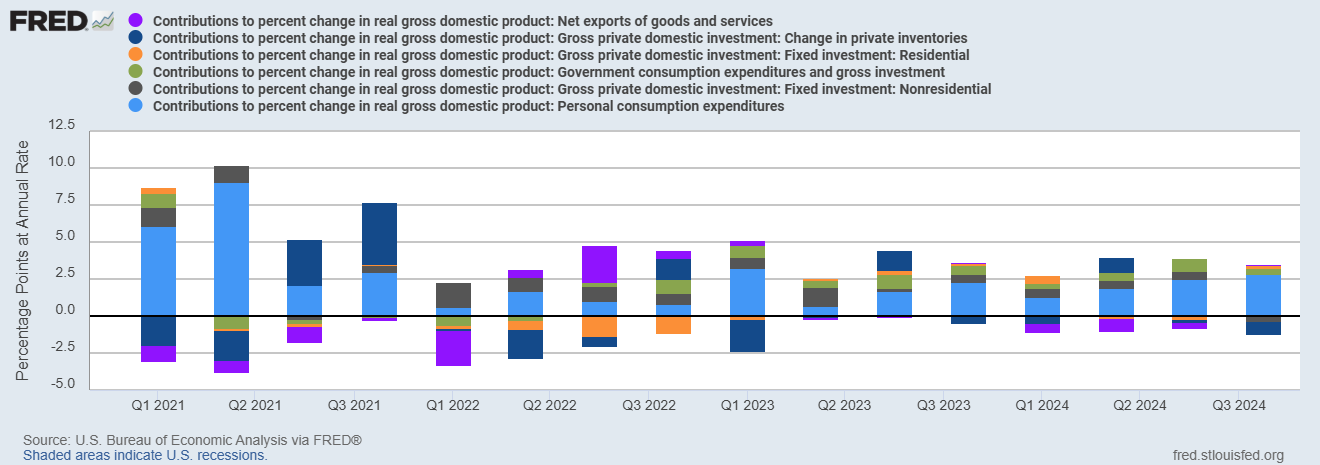 FRED
Contributions to percent change in real gross domestic product: Net exports of goods and services
Contributions to percent change in real gross domestic product: Gross private domestic investment: Change in private inventories
Contributions to percent change in real gross domestic product: Gross private domestic investment: Fixed investment: Residential
Contributions to percent change in real gross domestic product: Government consumption expenditures and gross investment
Contributions to percent change in real gross domestic product: Gross private domestic investment: Fixed investment: Nonresidential
Contributions to percent change in real gross domestic product: Personal consumption expenditures
Percentage Points at Annual Rate
12.5
10.0
7.5
5.0
2.5
0.0
-2.5
-5.0
Q1 2021 Q2 2021 Q3 2021 Q1 2022 Q2 2022 Q3 2022 Q1 2023 Q2 2023 Q3 2023 Q1 2024 Q2 2024 Q3 2024
Source: U.S. Bureau of Economic Analysis via FRED®
Shaded areas indicate U.S. recessions.
fred.stlouisfed.org